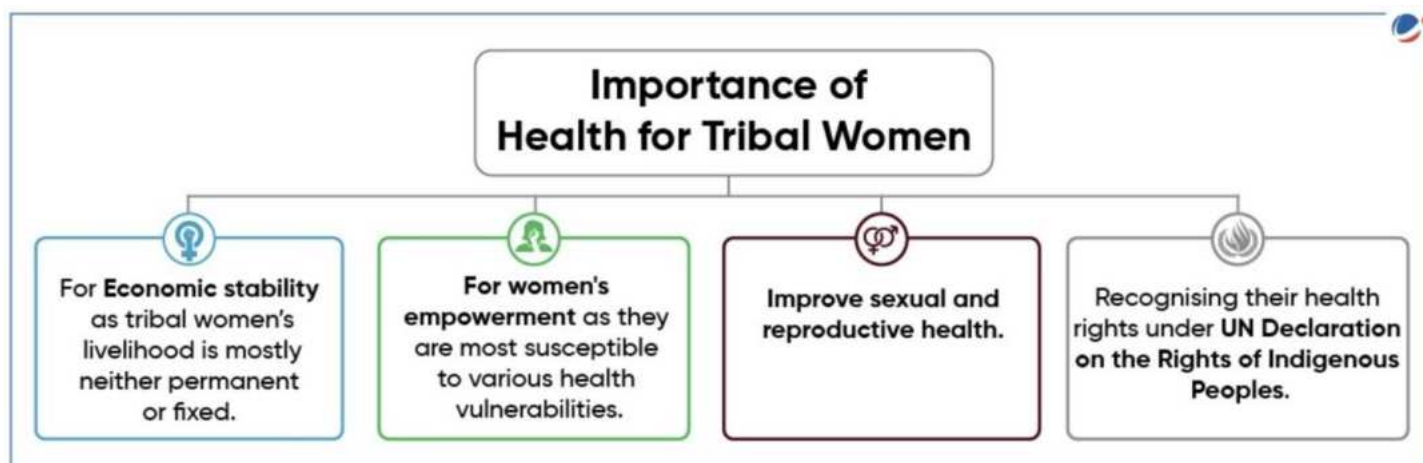 Importance of
Health for Tribal Women
For Economic stability
as tribal women's
livelihood is mostly
neither permanent
or fixed.
For women's
empowerment as they
are most susceptible
to various health
vulnerabilities.
Improve sexual and
reproductive health.
Recognising their health
rights under UN Declaration
on the Rights of Indigenous
Peoples.